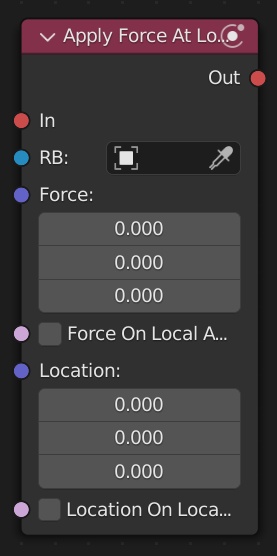 Apply Force At Lo...
Out
In
RB:
Force:
0.000
0.000
0.000
Force On Local A...
Location:
0.000
0.000
0.000
Location On Loca...